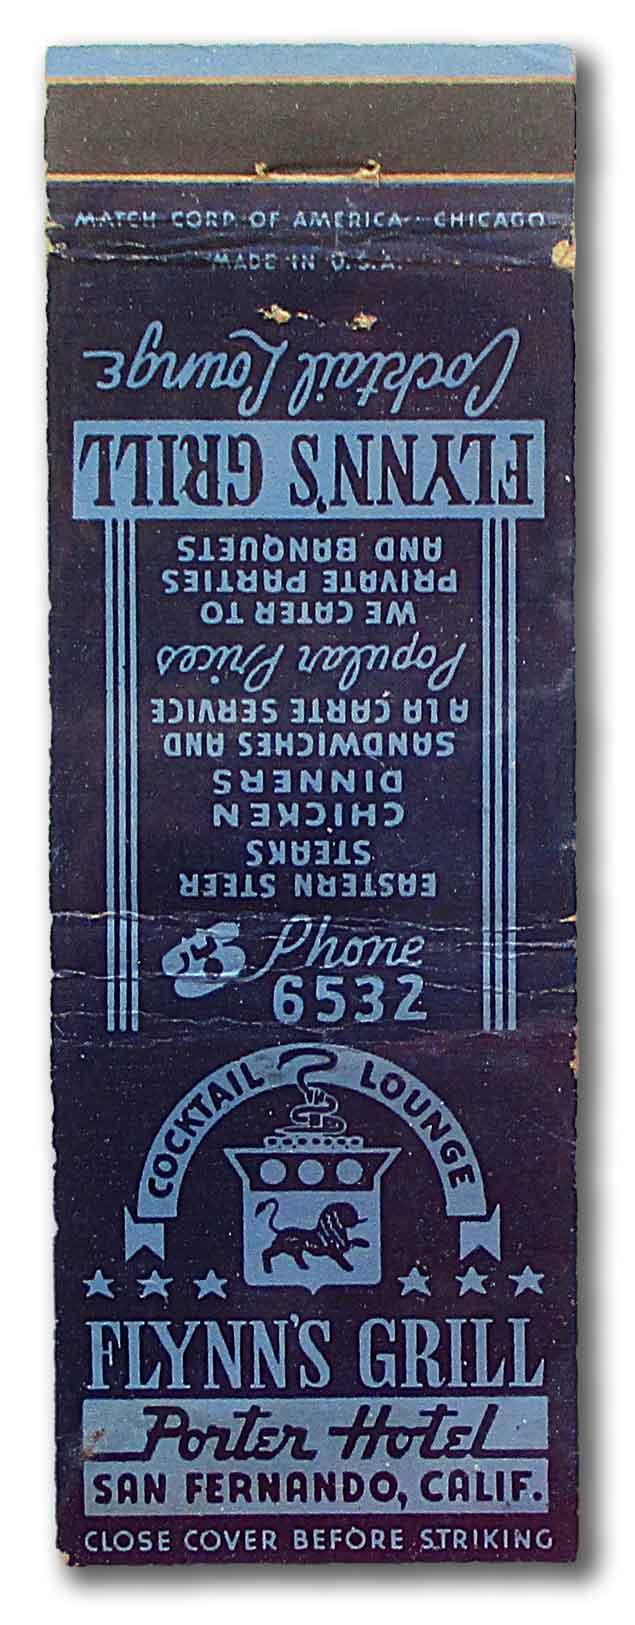 MATCH CORP. OF AMERICA - CHICAGO
MADE IN U.S.A.
Cocktail Lounge
FLYNN'S GRILL
WE CATER TO
PRIVATE PARTIES
AND BANQUETS
Popular Prices
A LA CARTE SERVICE
SANDWICHES AND
DINNERS
CHICKEN
STEAKS
EASTERN STEER
Phone
6532
COCKTAIL LOUNGE
FLYNN'S GRILL
Porter Hotel
SAN FERNANDO, CALIF.
CLOSE COVER BEFORE STRIKING